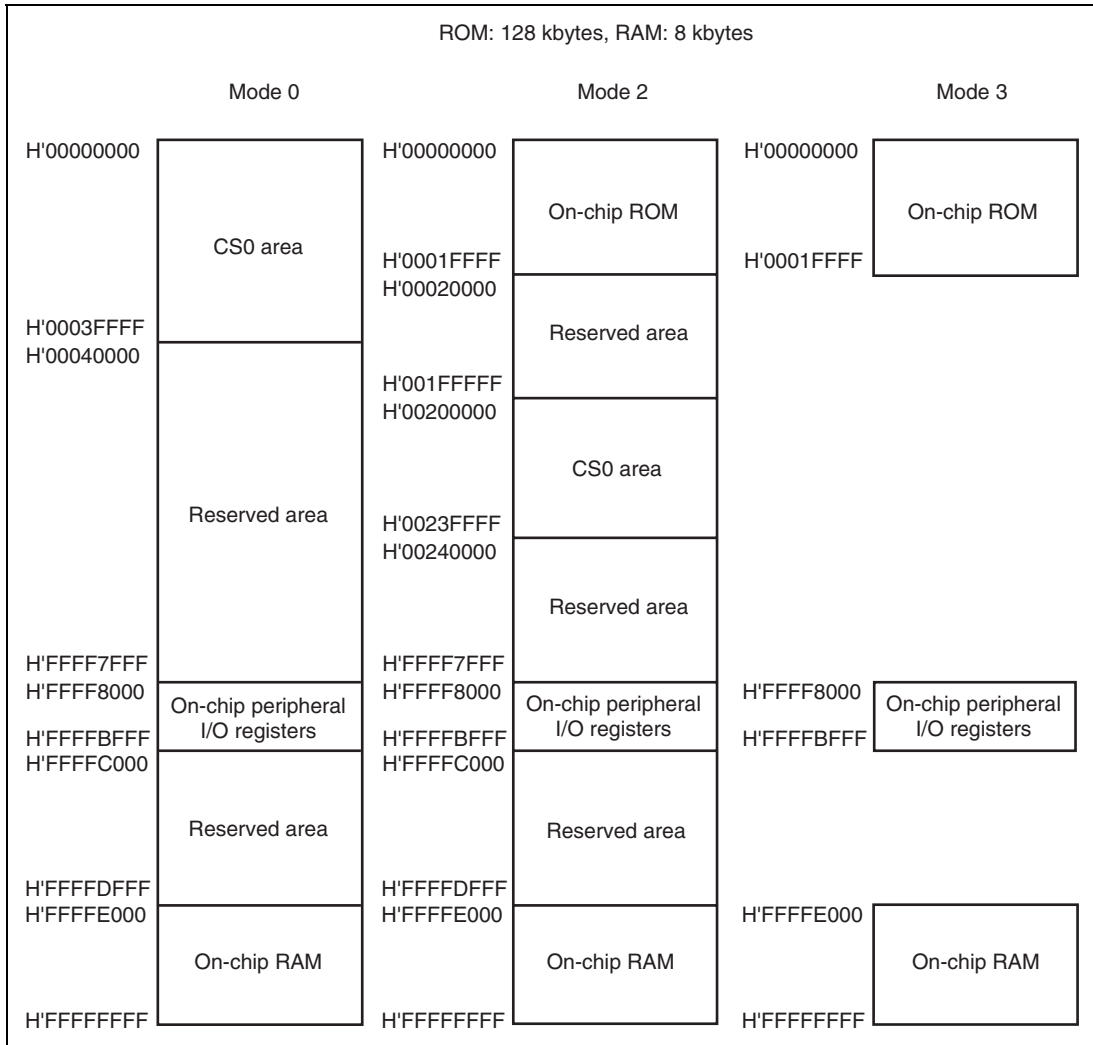 ROM: 128 kbytes, RAM: 8 kbytes
Mode 0
H'00000000
CS0 area
H'0003FFFF
H'00040000
Reserved area
H'FFFF7FFF
H'FFFF8000
On-chip peripheral
I/O registers
H'FFFFBFFF
H'FFFFC000
Reserved area
H'FFFFDFFF
H'FFFFE000
On-chip RAM
H'FFFFFFFF
Mode 2
H'00000000
On-chip ROM
H'0001FFFF
H'00020000
Reserved area
H'001FFFFF
H'00200000
CS0 area
H'0023FFFF
H'00240000
Reserved area
H'FFFF7FFF
H'FFFF8000
On-chip peripheral
I/O registers
H'FFFFBFFF
H'FFFFC000
Reserved area
H'FFFFDFFF
H'FFFFE000
On-chip RAM
H'FFFFFFFF
Mode 3
H'00000000
On-chip ROM
H'0001FFFF
H'FFFF8000
On-chip peripheral
I/O registers
H'FFFFBFFF
H'FFFFE000
On-chip RAM
H'FFFFFFFF